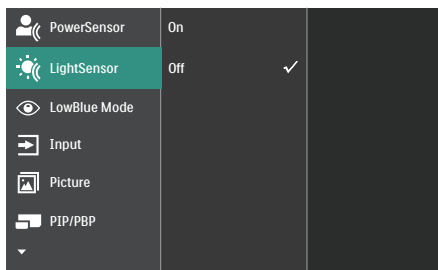 PowerSensor
On
LightSensor
Off
LowBlue Mode
Input
Picture
PIP/PBP